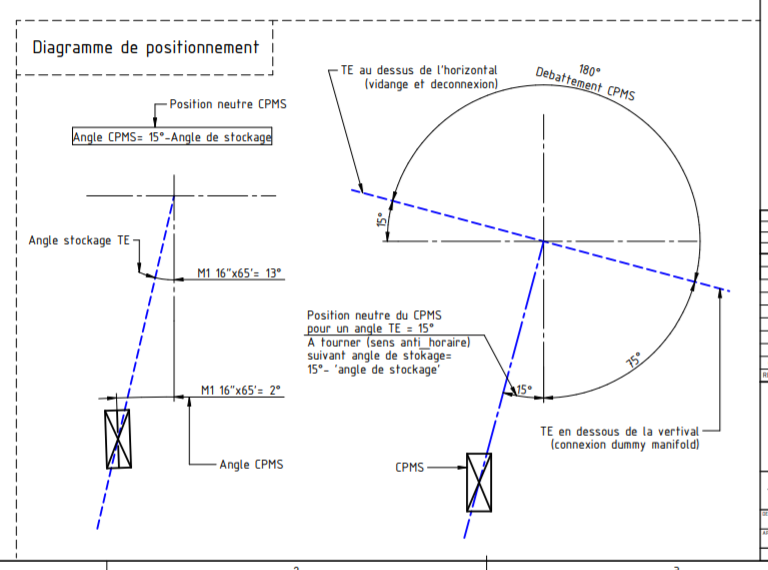 Diagramme de positionnement
Position neutre CPMS
Angle CPMS= 15°-Angle de stockage
Angle stockage TE
M1 16"x65'= 13°
M1 16"x65'= 2°
Angle CPMS
TE au dessus de l'horizontal
(vidange et deconnexion)
180°
Debattement CPMS
15°
Position neutre du CPMS
pour un angle TE = 15°
A tourner (sens anti_horaire)
suivant angle de stokage=
15°- 'angle de stockage'
15°
75°
TE en dessous de la vertival
(connexion dummy manifold)
CPMS